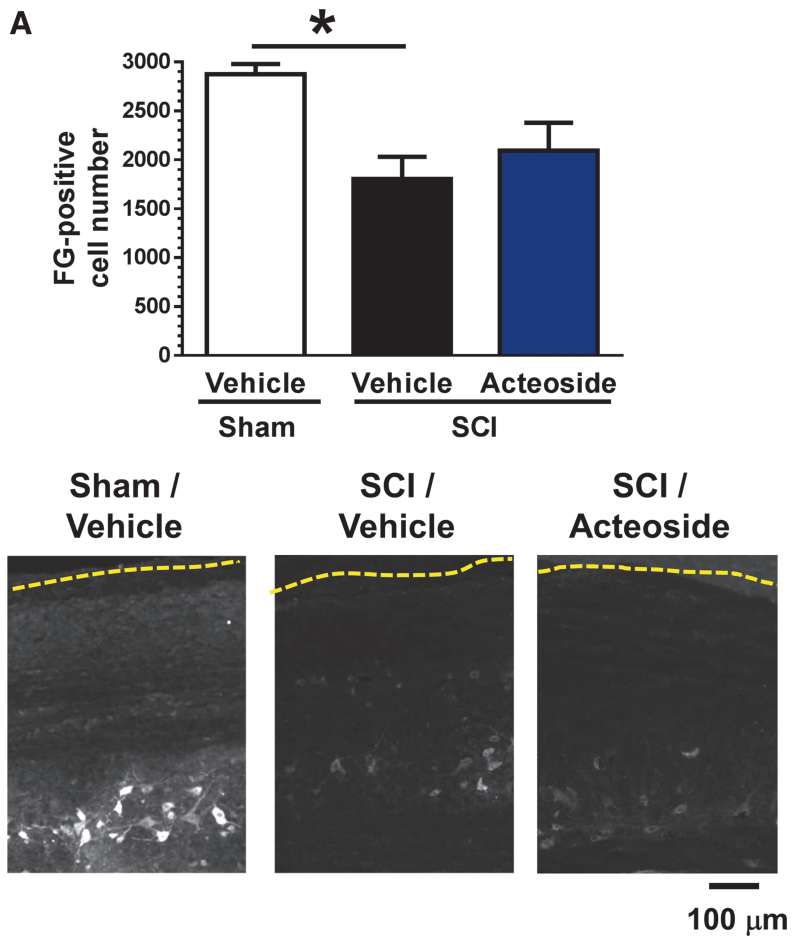 A
*
FG-positive
cell number
3000
2500
2000
1500
1000
500
0
Vehicle
Vehicle
Acteoside
Sham
SCI
Sham /
Vehicle
SCI /
Vehicle
SCI /
Acteoside
100 μm